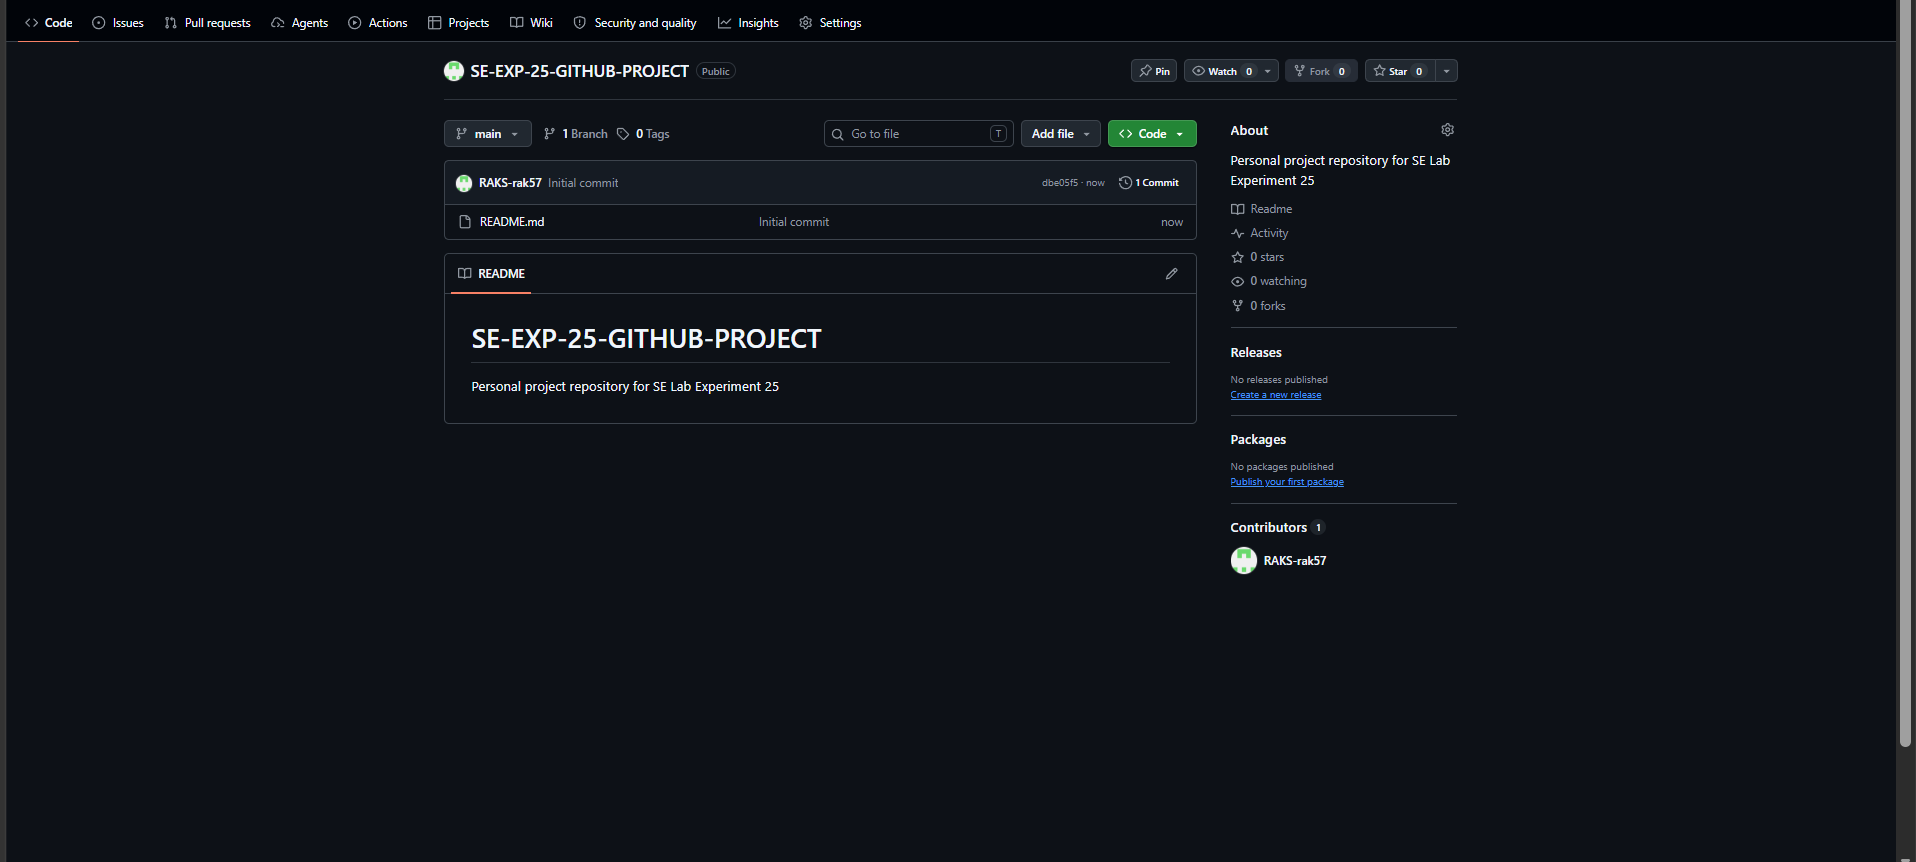 Code Issues Pull requests Agents Actions Projects Wiki Security and quality Insights Settings
SE-EXP-25-GITHUB-PROJECT Public
Pin Watch 0 Fork 0 Star 0
main 1 Branch 0 Tags Go to file T Add file Code
RAKS-rak57 Initial commit dbe05f5 · now 1 Commit
README.md Initial commit now
README
SE-EXP-25-GITHUB-PROJECT
Personal project repository for SE Lab Experiment 25
About
Personal project repository for SE Lab
Experiment 25
Readme
Activity
0 stars
0 watching
0 forks
Releases
No releases published
Create a new release
Packages
No packages published
Publish your first package
Contributors 1
RAKS-rak57